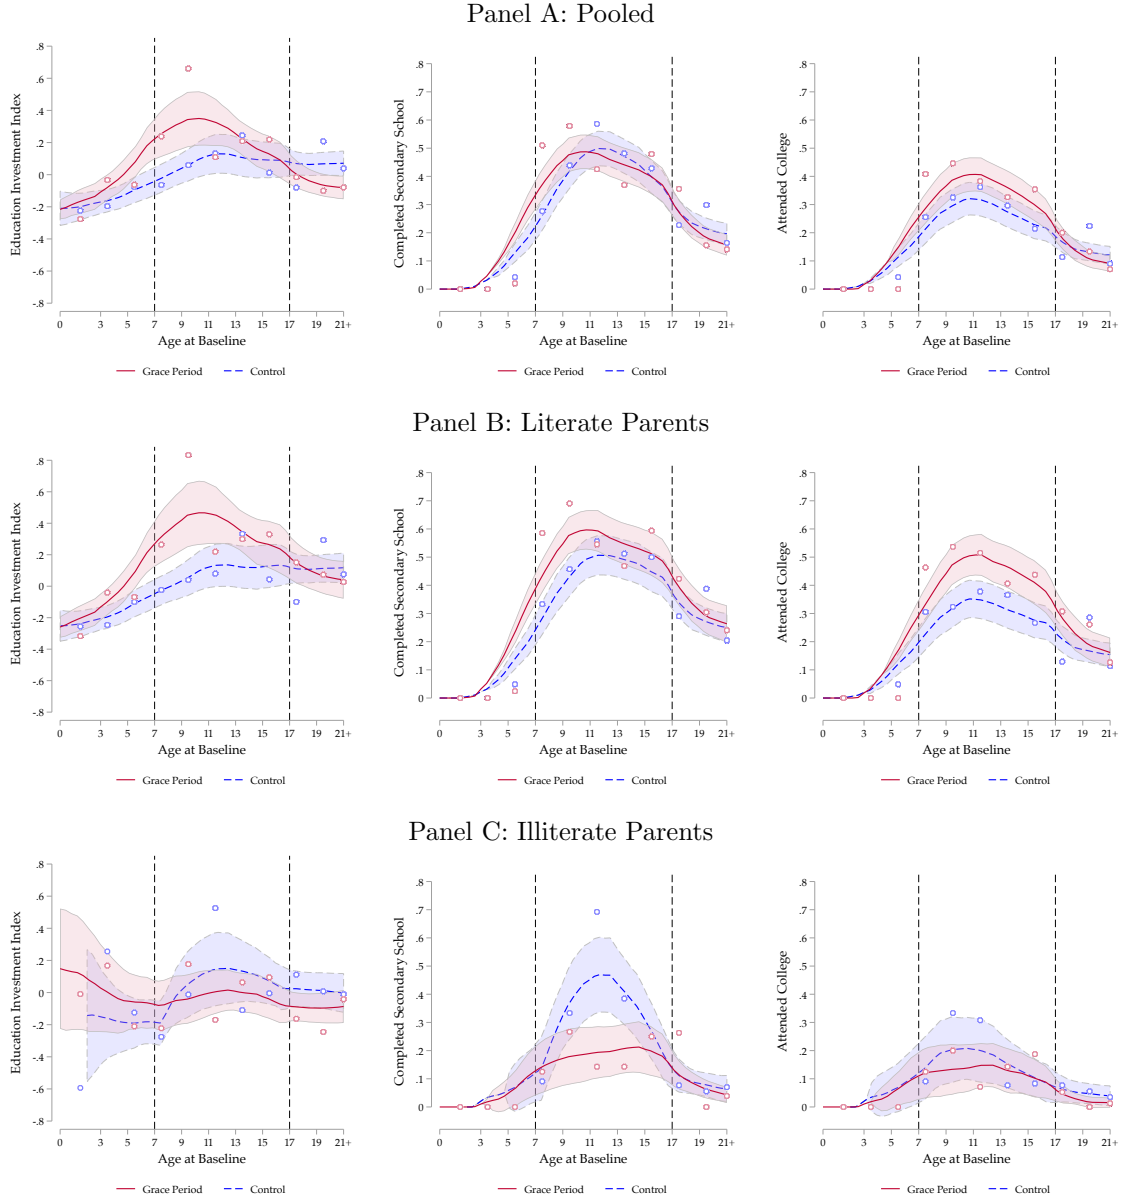 Panel A: Pooled
Education Investment Index
.8
.6
.4
.2
0
-.2
-.4
-.6
-.8
0 3 5 7 9 11 13 15 17 19 21+
Age at Baseline
Grace Period Control
Completed Secondary School
.8
.7
.6
.5
.4
.3
.2
.1
0
0 3 5 7 9 11 13 15 17 19 21+
Age at Baseline
Grace Period Control
Attended College
.8
.7
.6
.5
.4
.3
.2
.1
0
0 3 5 7 9 11 13 15 17 19 21+
Age at Baseline
Grace Period Control
Panel B: Literate Parents
Education Investment Index
.8
.6
.4
.2
0
-.2
-.4
-.6
-.8
0 3 5 7 9 11 13 15 17 19 21+
Age at Baseline
Grace Period Control
Completed Secondary School
.8
.7
.6
.5
.4
.3
.2
.1
0
0 3 5 7 9 11 13 15 17 19 21+
Age at Baseline
Grace Period Control
Attended College
.8
.7
.6
.5
.4
.3
.2
.1
0
0 3 5 7 9 11 13 15 17 19 21+
Age at Baseline
Grace Period Control
Panel C: Illiterate Parents
Education Investment Index
.8
.6
.4
.2
0
-.2
-.4
-.6
-.8
0 3 5 7 9 11 13 15 17 19 21+
Age at Baseline
Grace Period Control
Completed Secondary School
.8
.7
.6
.5
.4
.3
.2
.1
0
0 3 5 7 9 11 13 15 17 19 21+
Age at Baseline
Grace Period Control
Attended College
.8
.7
.6
.5
.4
.3
.2
.1
0
0 3 5 7 9 11 13 15 17 19 21+
Age at Baseline
Grace Period Control